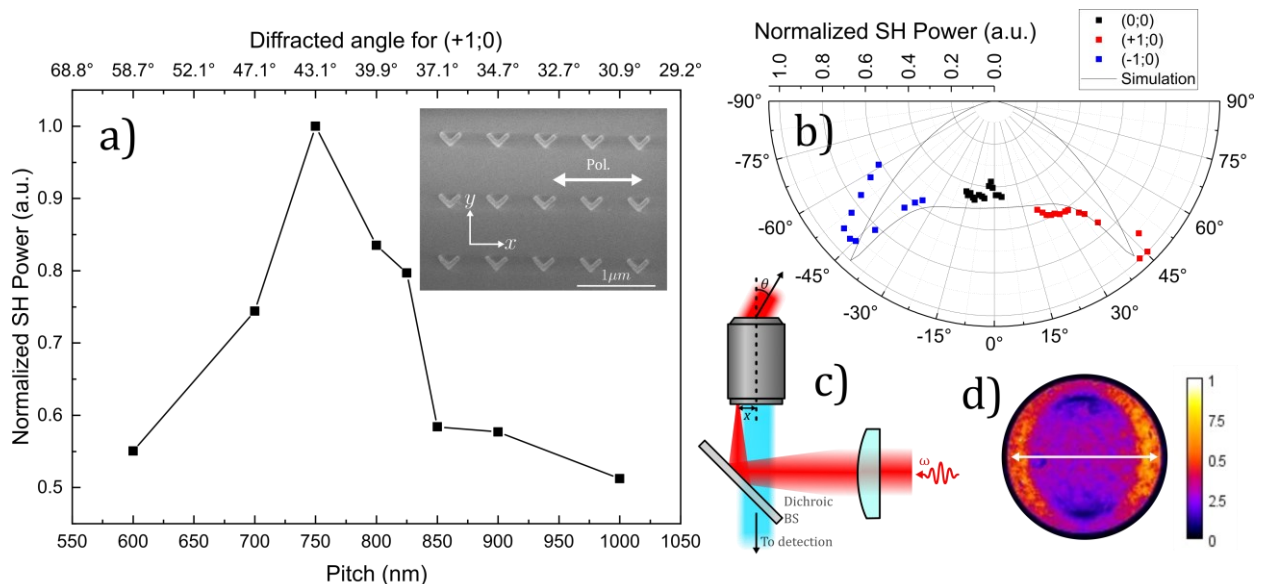 Diffracted angle for (+1;0)
68.8° 58.7° 52.1° 47.1° 43.1° 39.9° 37.1° 34.7° 32.7° 30.9° 29.2°
Normalized SH Power (a.u.)
1.0
0.9
0.8
0.7
0.6
0.5
a)
Pol.
y
x
1μm
550 600 650 700 750 800 850 900 950 1000 1050
Pitch (nm)
Normalized SH Power (a.u.)
1.0 0.8 0.6 0.4 0.2 0.0
(0;0)
(+1;0)
(-1;0)
Simulation
b)
-90° 90°
-75° 75°
-60° 60°
-45° 45°
-30° 30°
-15° 15°
0°
θ
c)
x
ω
Dichroic
BS
To detection
d)
1
7.5
0.5
2.5
0